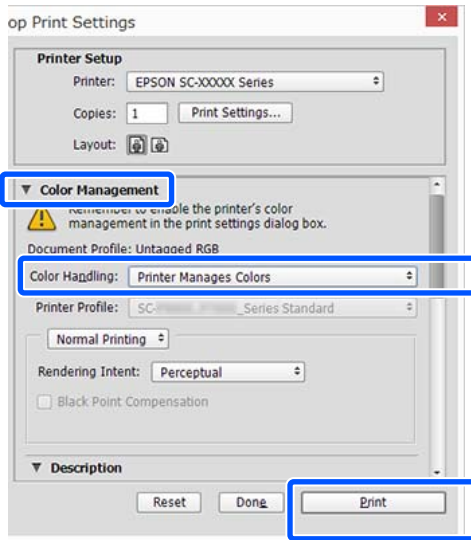 op Print Settings
Printer Setup
Printer: EPSON SC-XXXXX Series
Copies: 1 Print Settings...
Layout:
Color Management
Remember to enable the printer's color
management in the print settings dialog box.
Document Profile: Untagged RGB
Color Handling: Printer Manages Colors
Printer Profile: SC- _Series Standard
Normal Printing
Rendering Intent: Perceptual
Black Point Compensation
Description
Reset Done Print